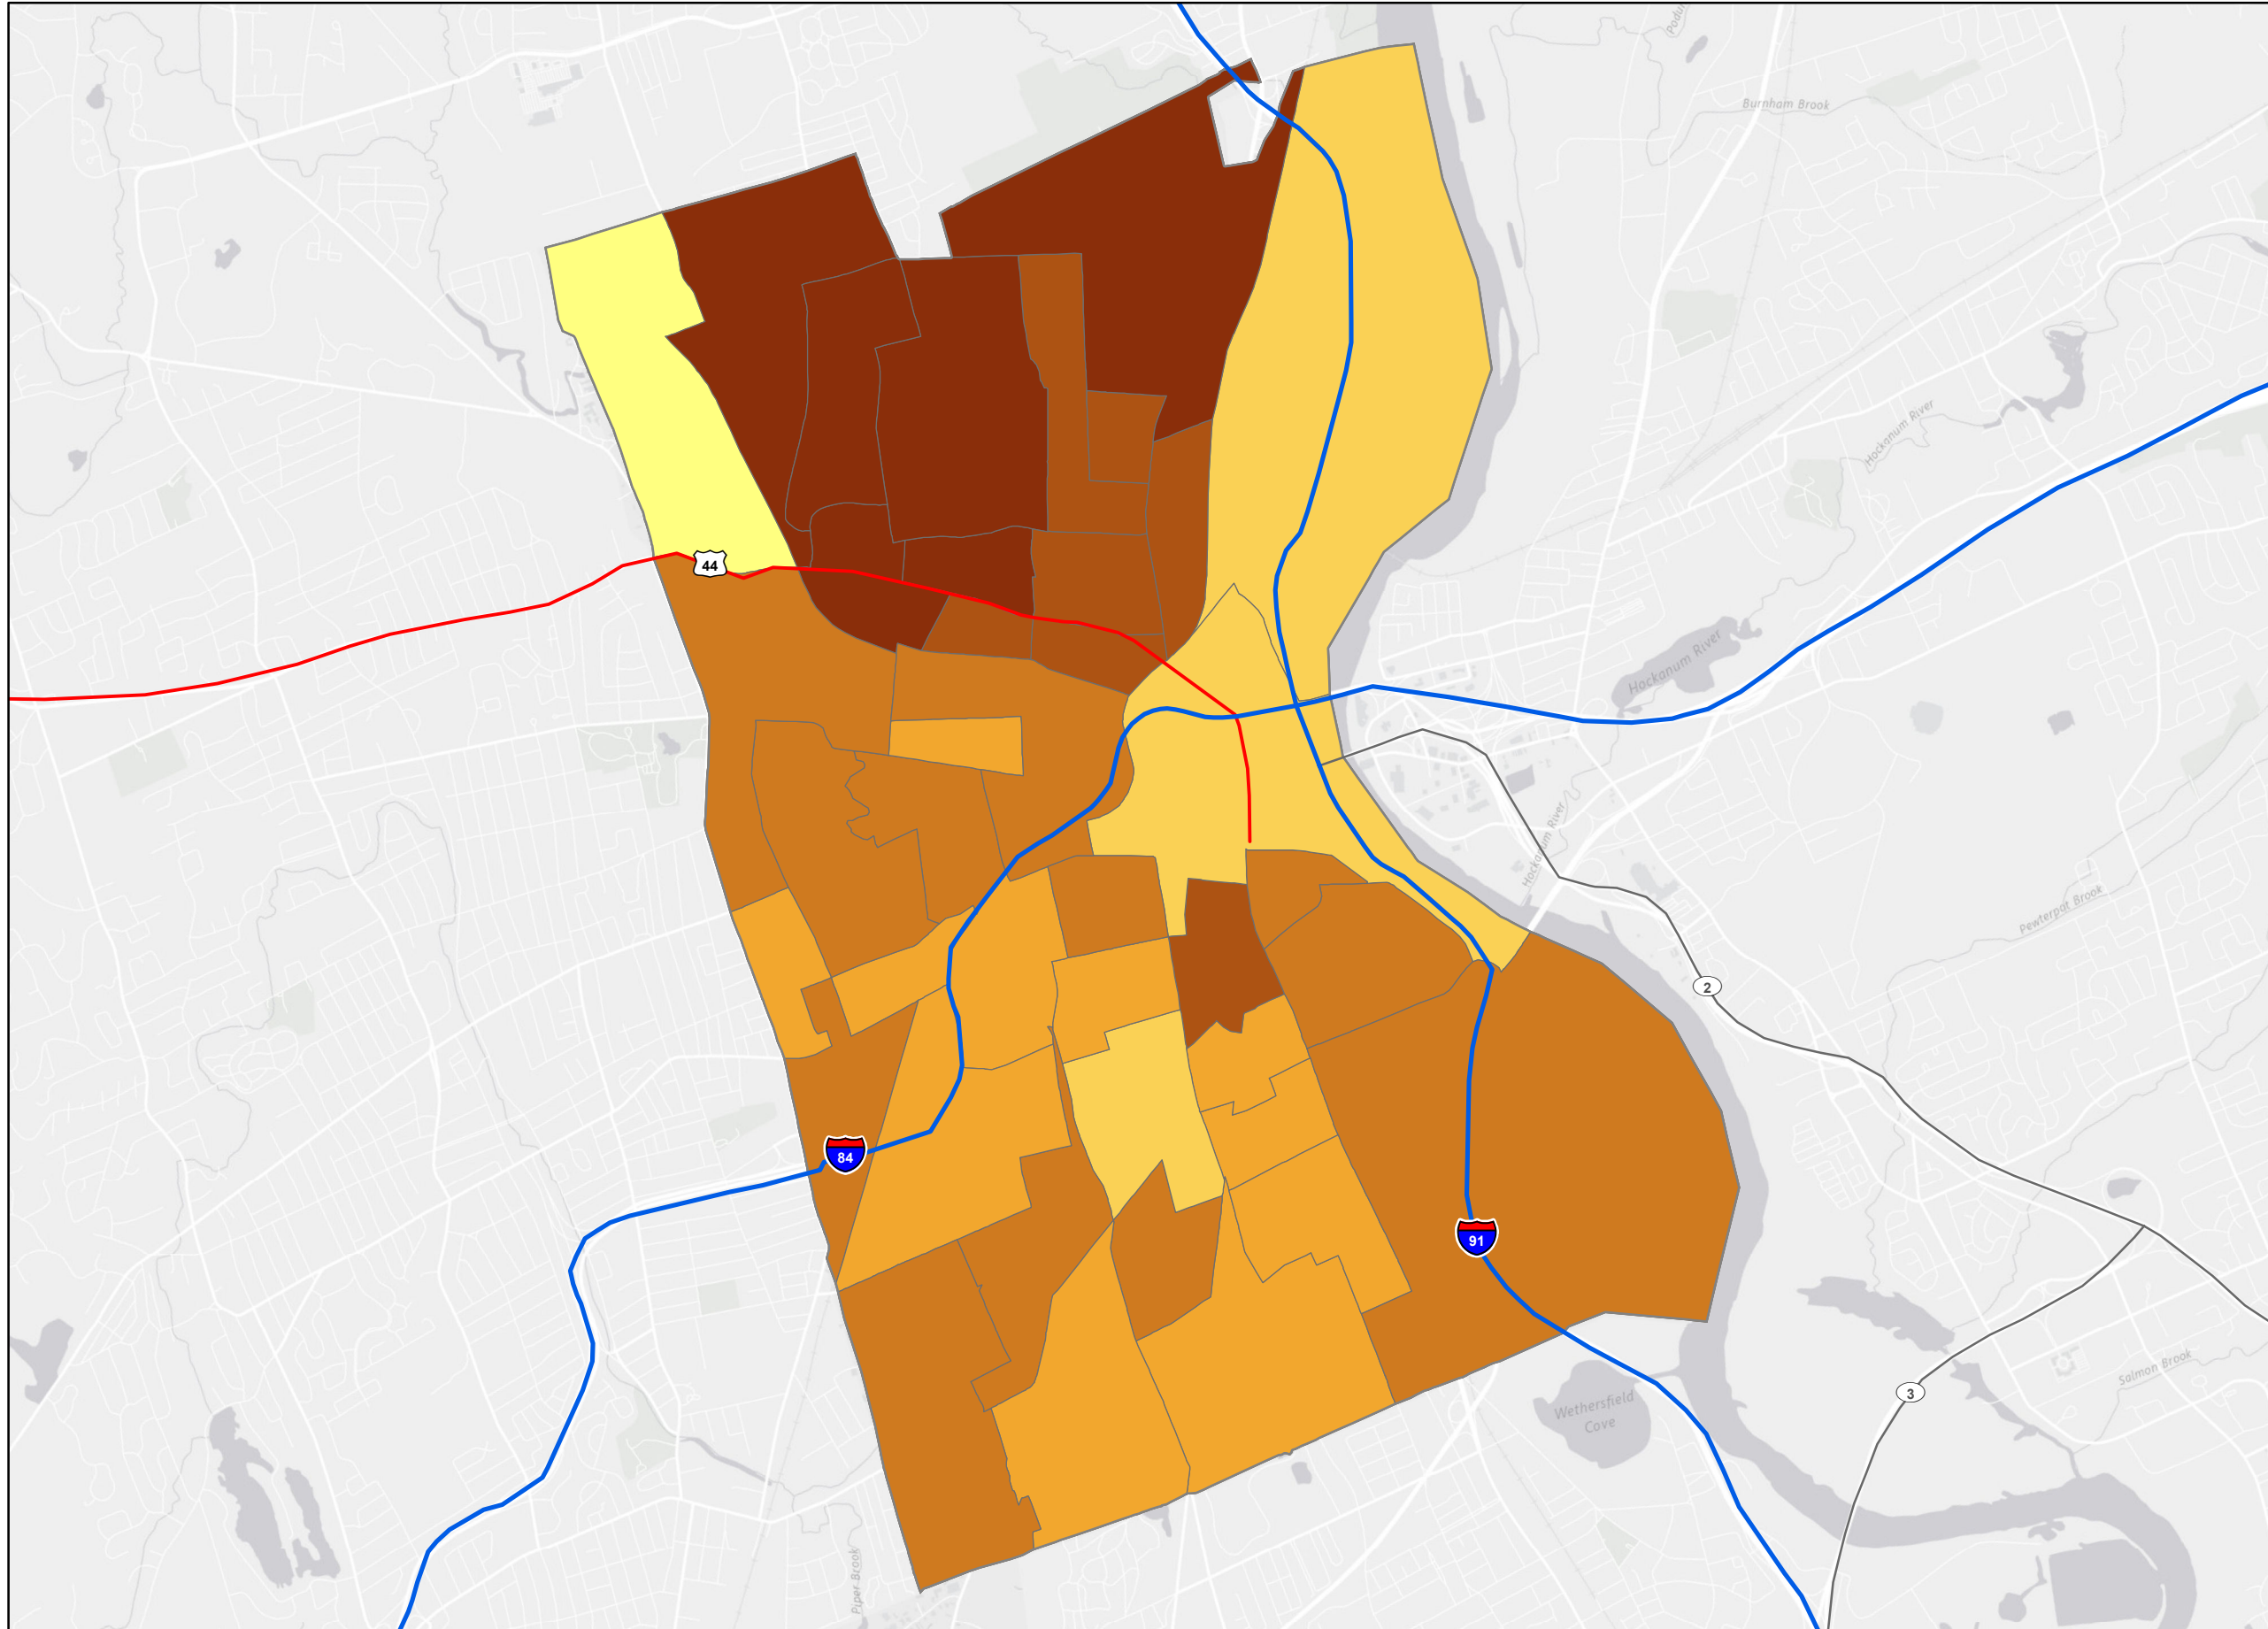 Podu
Burnham Brook
Hockanum River
44
Hockanum River
Hockanum River
Pewterpot Brook
2
84
91
Salmon Brook
3
Wethersfield
Cove
Piper Brook